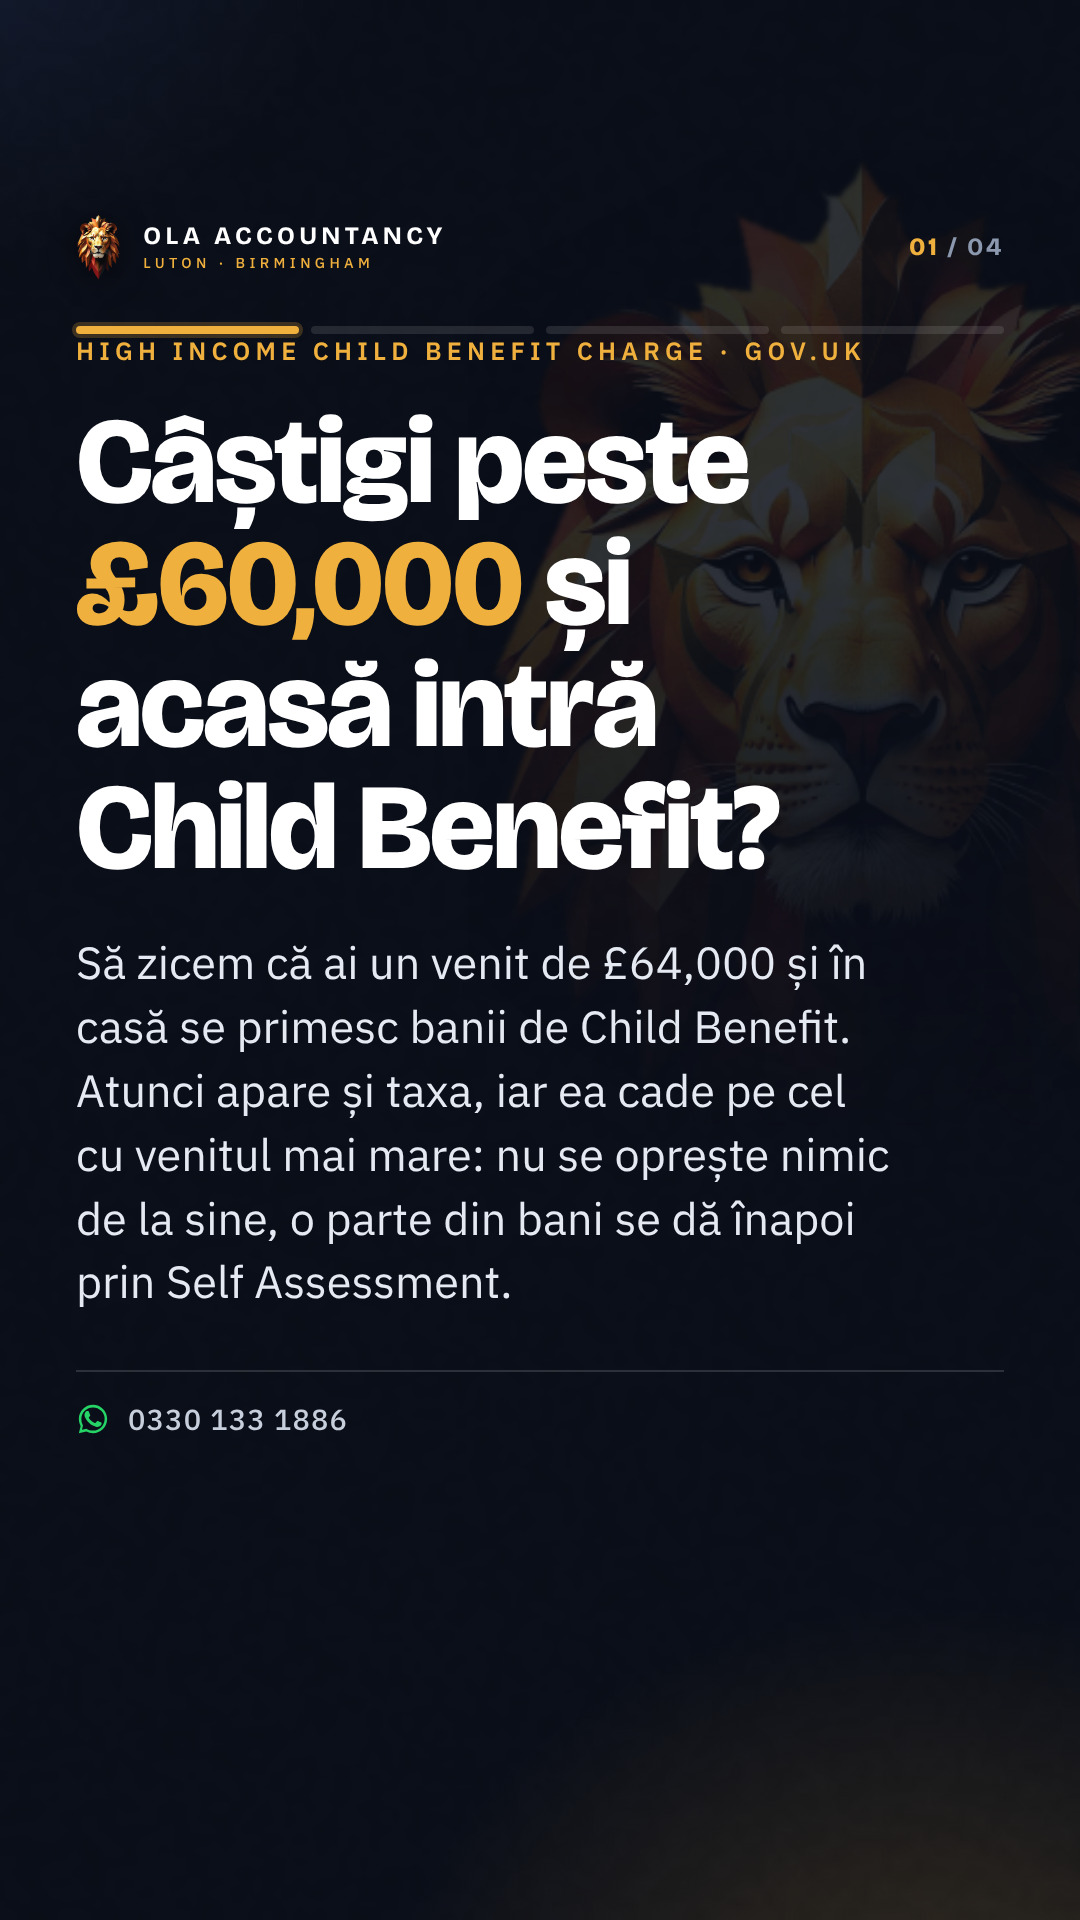 OLA ACCOUNTANCY
LUTON · BIRMINGHAM
01 / 04
HIGH INCOME CHILD BENEFIT CHARGE · GOV.UK
Câștigi peste
£60,000 și
acasă intră
Child Benefit?
Să zicem că ai un venit de £64,000 și în
casă se primesc banii de Child Benefit.
Atunci apare și taxa, iar ea cade pe cel
cu venitul mai mare: nu se oprește nimic
de la sine, o parte din bani se dă înapoi
prin Self Assessment.
0330 133 1886